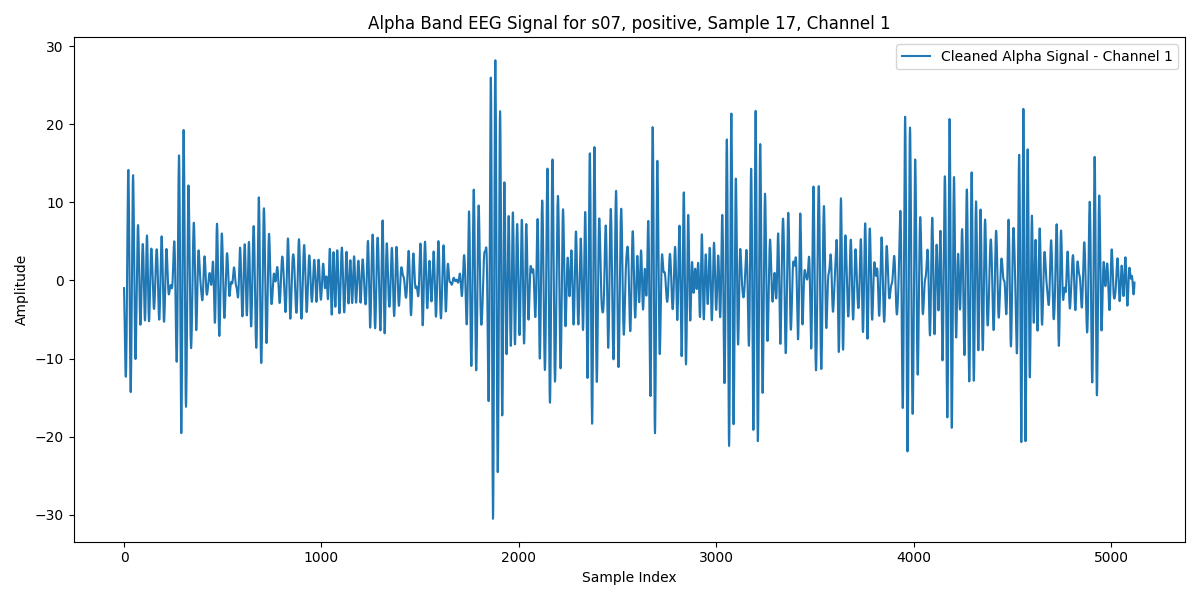 Alpha Band EEG Signal for s07, positive, Sample 17, Channel 1
Cleaned Alpha Signal - Channel 1
30
20
10
0
−10
−20
−30
Amplitude
0 1000 2000 3000 4000 5000
Sample Index